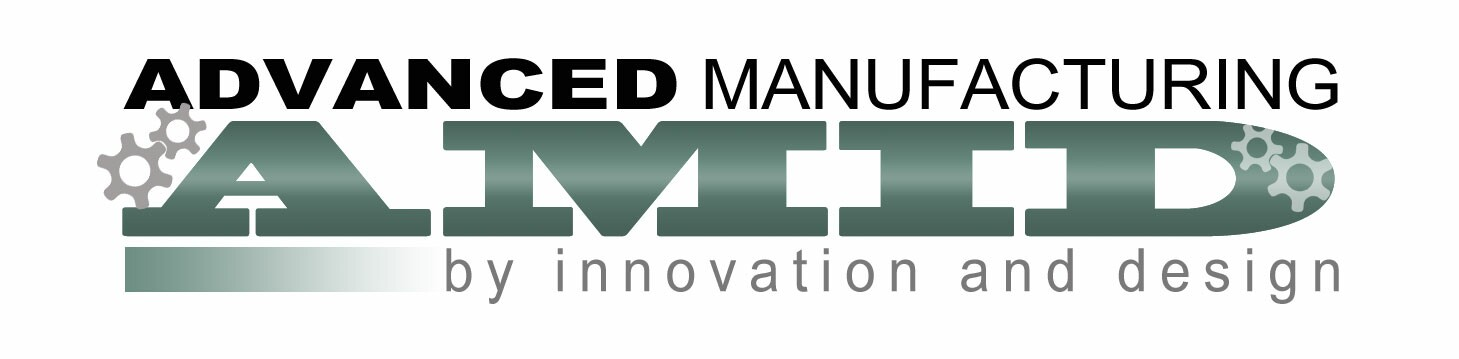 ADVANCED MANUFACTURING
AMID
by innovation and design